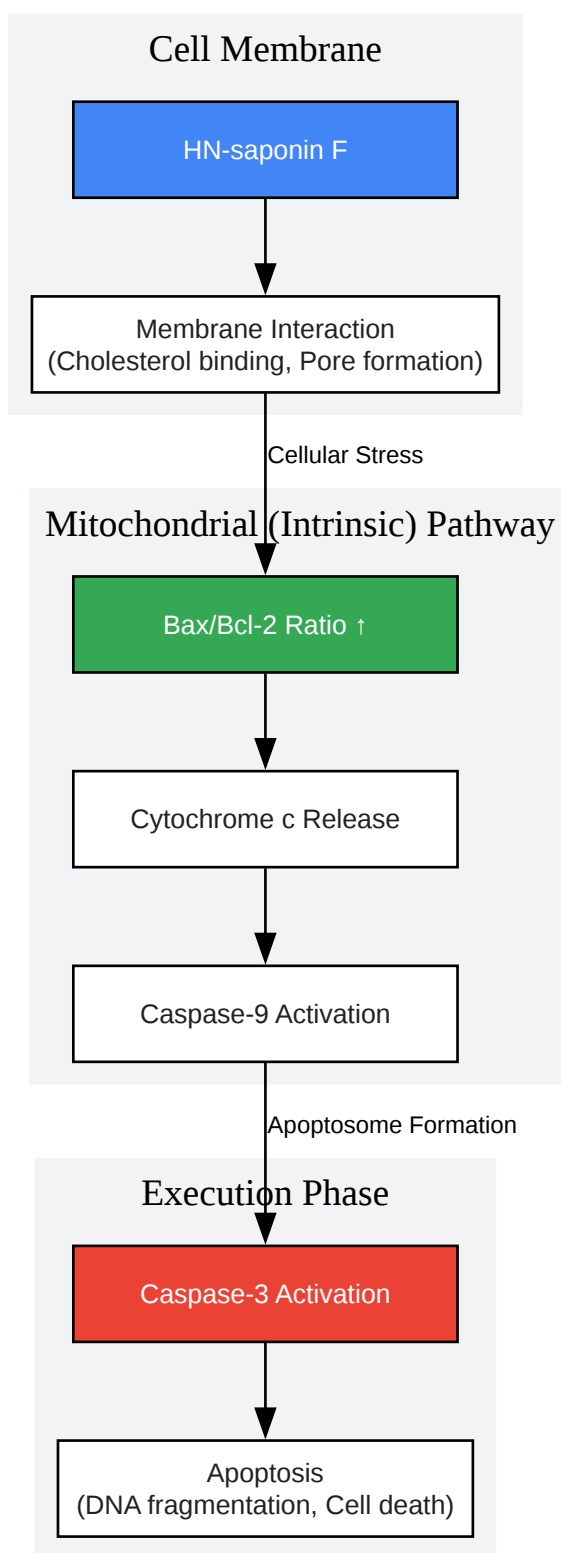 Cell Membrane
HN-saponin F
Membrane Interaction
(Cholesterol binding, Pore formation)
Cellular Stress
Mitochondrial (Intrinsic) Pathway
Bax/Bcl-2 Ratio ↑
Cytochrome c Release
Caspase-9 Activation
Apoptosome Formation
Execution Phase
Caspase-3 Activation
Apoptosis
(DNA fragmentation, Cell death)